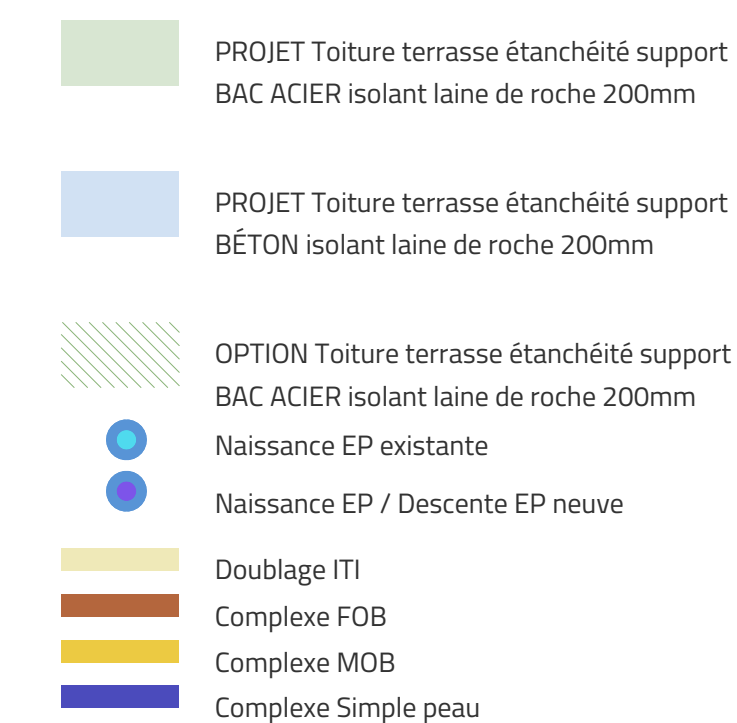 PROJET Toiture terrasse étanchéité support
BAC ACIER isolant laine de roche 200mm
PROJET Toiture terrasse étanchéité support
BÉTON isolant laine de roche 200mm
OPTION Toiture terrasse étanchéité support
BAC ACIER isolant laine de roche 200mm
Naissance EP existante
Naissance EP / Descente EP neuve
Doublage ITI
Complexe FOB
Complexe MOB
Complexe Simple peau